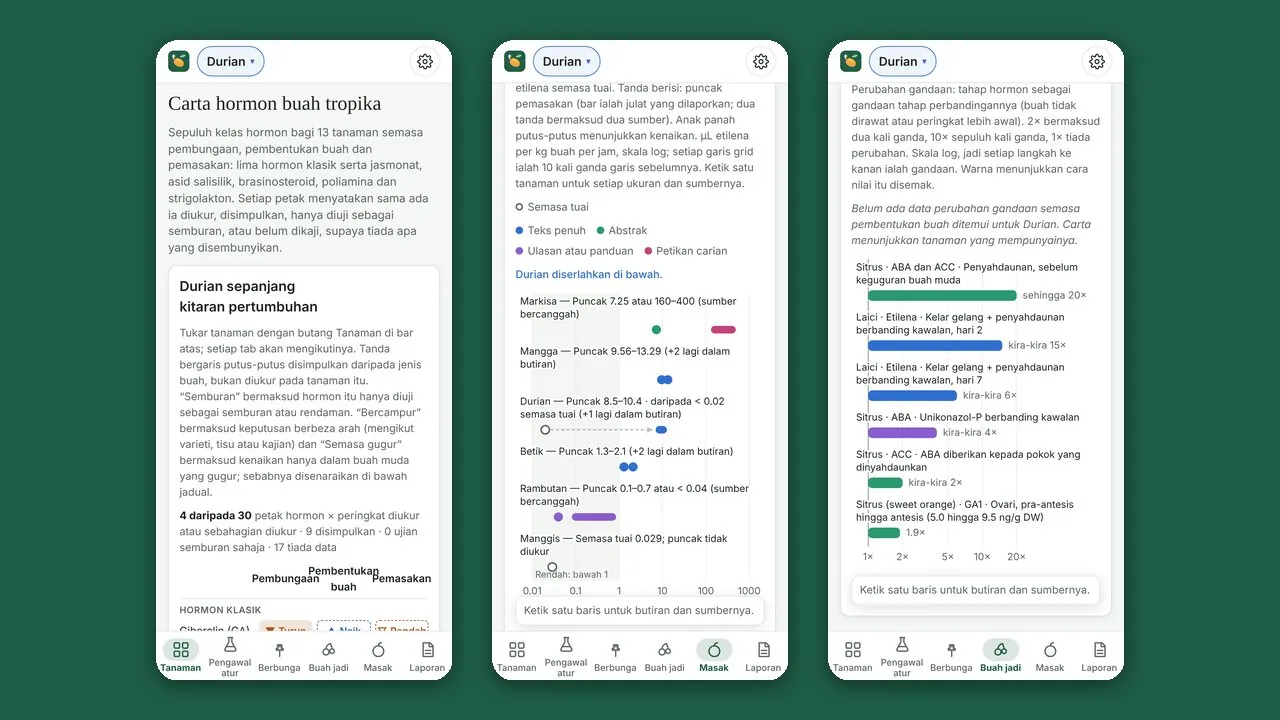 Durian ▾
Carta hormon buah tropika
Sepuluh kelas hormon bagi 13 tanaman semasa
pembungaan, pembentukan buah dan
pemasakan: lima hormon klasik serta jasmonat,
asid salisilik, brasinosteroid, poliamina dan
strigolakton. Setiap petak menyatakan sama ada
ia diukur, disimpulkan, hanya diuji sebagai
semburan, atau belum dikaji, supaya tiada apa
yang disembunyikan.
Durian sepanjang
kitaran pertumbuhan
Tukar tanaman dengan butang Tanaman di bar
atas; setiap tab akan mengikutinya. Tanda
bergaris putus-putus disimpulkan daripada jenis
buah, bukan diukur pada tanaman itu.
“Semburan” bermaksud hormon itu hanya diuji
sebagai semburan atau rendaman. “Bercampur”
bermaksud keputusan berbeza arah (mengikut
varieti, tisu atau kajian) dan “Semasa gugur”
bermaksud kenaikan hanya dalam buah muda
yang gugur; sebabnya disenaraikan di bawah
jadual.
4 daripada 30 petak hormon × peringkat diukur
atau sebahagian diukur · 9 disimpulkan · 0 ujian
semburan sahaja · 17 tiada data
Pembungaan Pembentukan buah Pemasakan
HORMON KLASIK
Giberelin (GA) ▼ Turun ▲ Naik ▽ Rendah
Tanaman Pengawal atur Berbunga Buah jadi Masak Laporan
Durian ▾
etilena semasa tuai. Tanda berisi: puncak
pemasakan (bar ialah julat yang dilaporkan; dua
tanda bermaksud dua sumber). Anak panah
putus-putus menunjukkan kenaikan. µL etilena
per kg buah per jam, skala log; setiap garis grid
ialah 10 kali ganda garis sebelumnya. Ketik satu
tanaman untuk setiap ukuran dan sumbernya.
Semasa tuai
Teks penuh Abstrak
Ulasan atau panduan Petikan carian
Durian diserlahkan di bawah.
Markisa — Puncak 7.25 atau 160–400 (sumber
bercanggah)
Mangga — Puncak 9.56–13.29 (+2 lagi dalam
butiran)
Durian — Puncak 8.5–10.4 · daripada < 0.02
semasa tuai (+1 lagi dalam butiran)
Betik — Puncak 1.3–2.1 (+2 lagi dalam butiran)
Rambutan — Puncak 0.1–0.7 atau < 0.04 (sumber
bercanggah)
Manggis — Semasa tuai 0.029; puncak tidak
diukur
Rendah: bawah 1
0.01 0.1 1 10 100 1000
Ketik satu baris untuk butiran dan sumbernya.
Tanaman Pengawal atur Berbunga Buah jadi Masak Laporan
Durian ▾
Perubahan gandaan: tahap hormon sebagai
gandaan tahap perbandingannya (buah tidak
dirawat atau peringkat lebih awal). 2× bermaksud
dua kali ganda, 10× sepuluh kali ganda, 1× tiada
perubahan. Skala log, jadi setiap langkah ke
kanan ialah gandaan. Warna menunjukkan cara
nilai itu disemak.
Belum ada data perubahan gandaan semasa
pembentukan buah ditemui untuk Durian. Carta
menunjukkan tanaman yang mempunyainya.
Sitrus · ABA dan ACC · Penyahdaunan, sebelum
keguguran buah muda
sehingga 20×
Laici · Etilena · Kelar gelang + penyahdaunan
berbanding kawalan, hari 2
kira-kira 15×
Laici · Etilena · Kelar gelang + penyahdaunan
berbanding kawalan, hari 7
kira-kira 6×
Sitrus · ABA · Unikonazol-P berbanding kawalan
kira-kira 4×
Sitrus · ACC · ABA diberikan kepada pokok yang
dinyahdaunkan
kira-kira 2×
Sitrus (sweet orange) · GA1 · Ovari, pra-antesis
hingga antesis (5.0 hingga 9.5 ng/g DW)
1.9×
1× 2× 5× 10× 20×
Ketik satu baris untuk butiran dan sumbernya.
Tanaman Pengawal atur Berbunga Buah jadi Masak Laporan